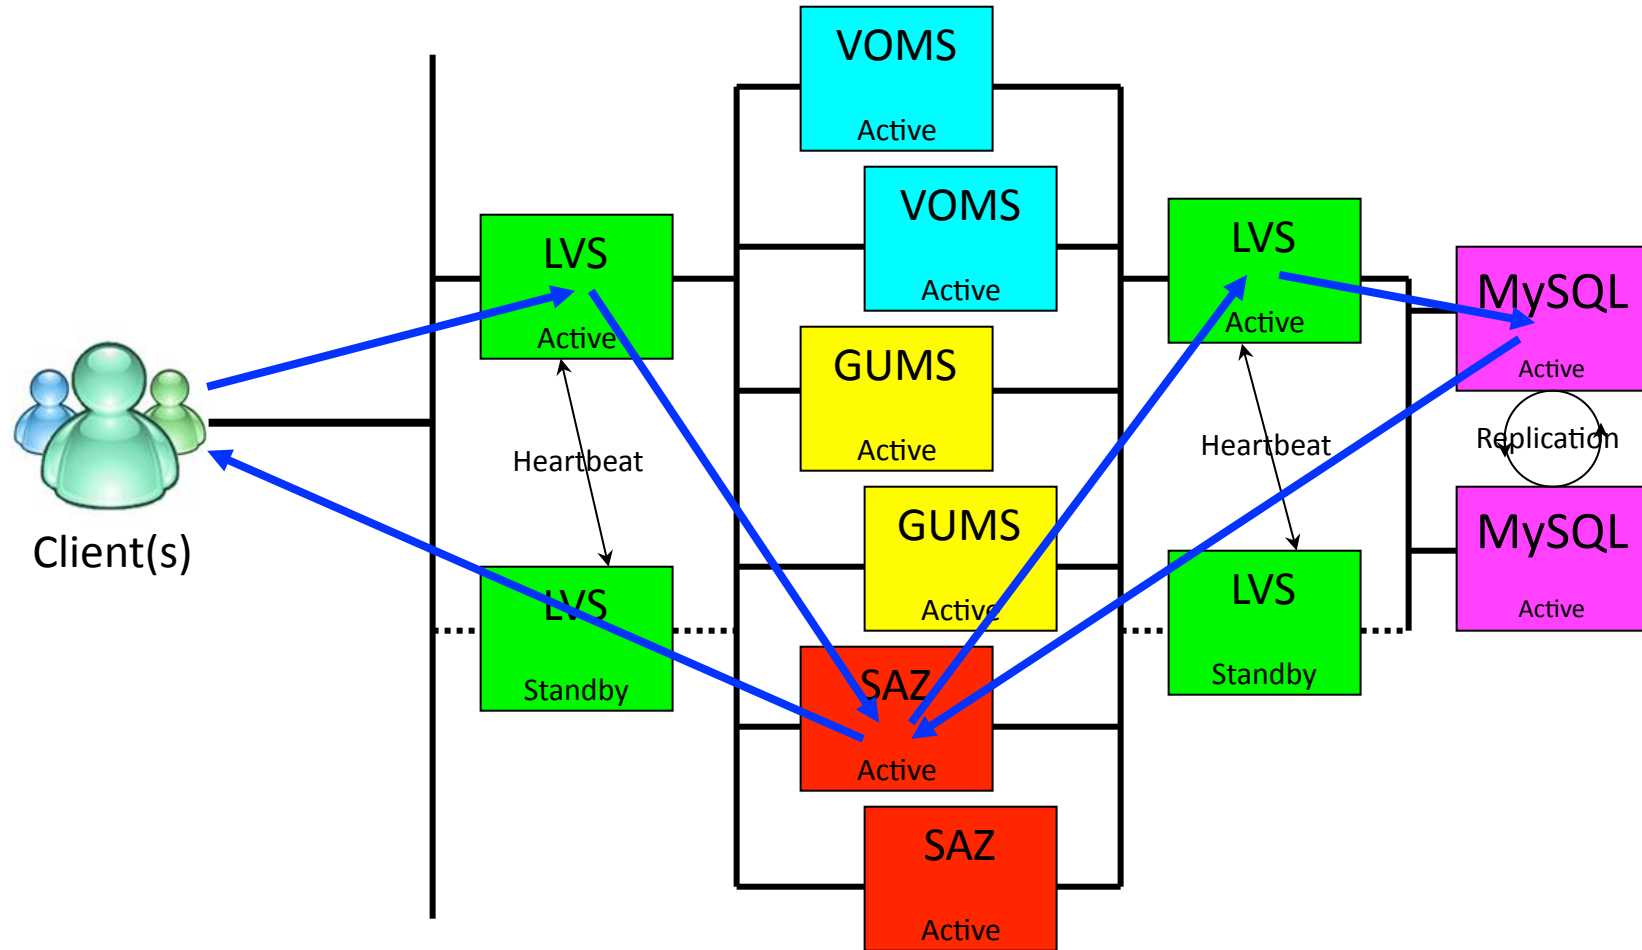 VOMS
Active
VOMS
Active
LVS
Active
LVS
Active
MySQL
Active
GUMS
Active
Heartbeat
Heartbeat
Replication
Client(s)
GUMS
Active
LVS
Standby
LVS
Standby
MySQL
Active
SAZ
Active
SAZ
Active